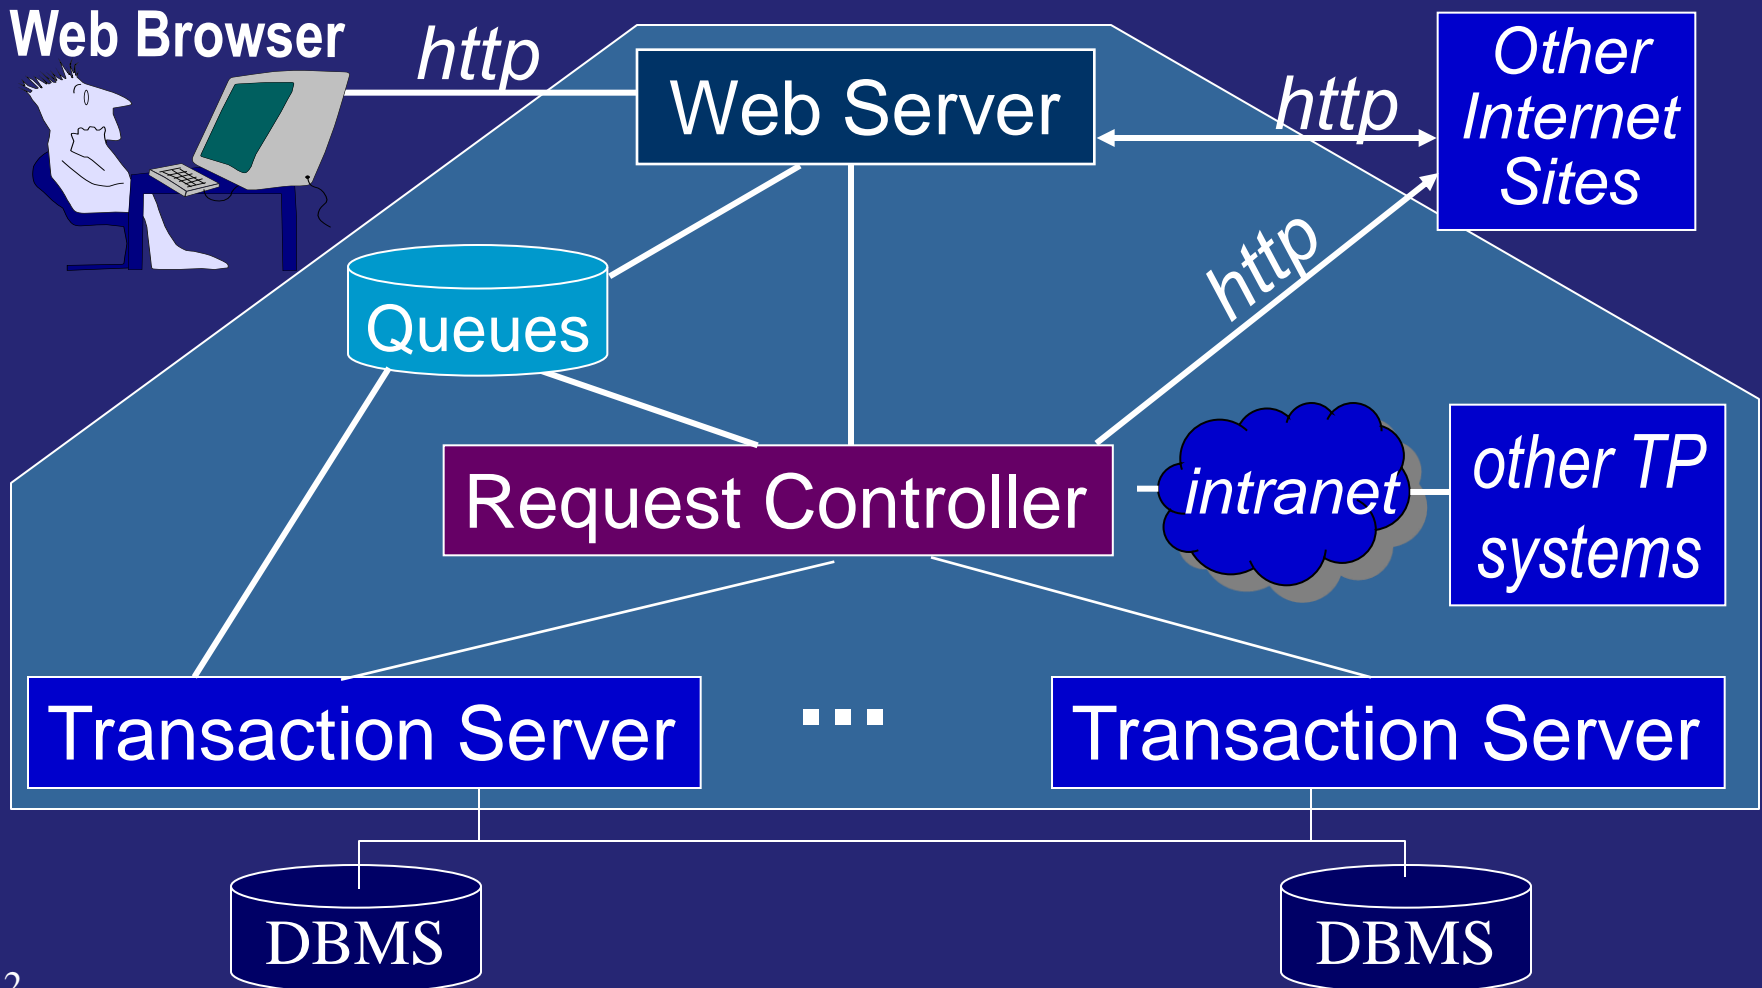 Web Browser
http
Web Server
http
Other
Internet
Sites
http
Queues
Request Controller
intranet
other TP
systems
Transaction Server
...
Transaction Server
DBMS
DBMS
2